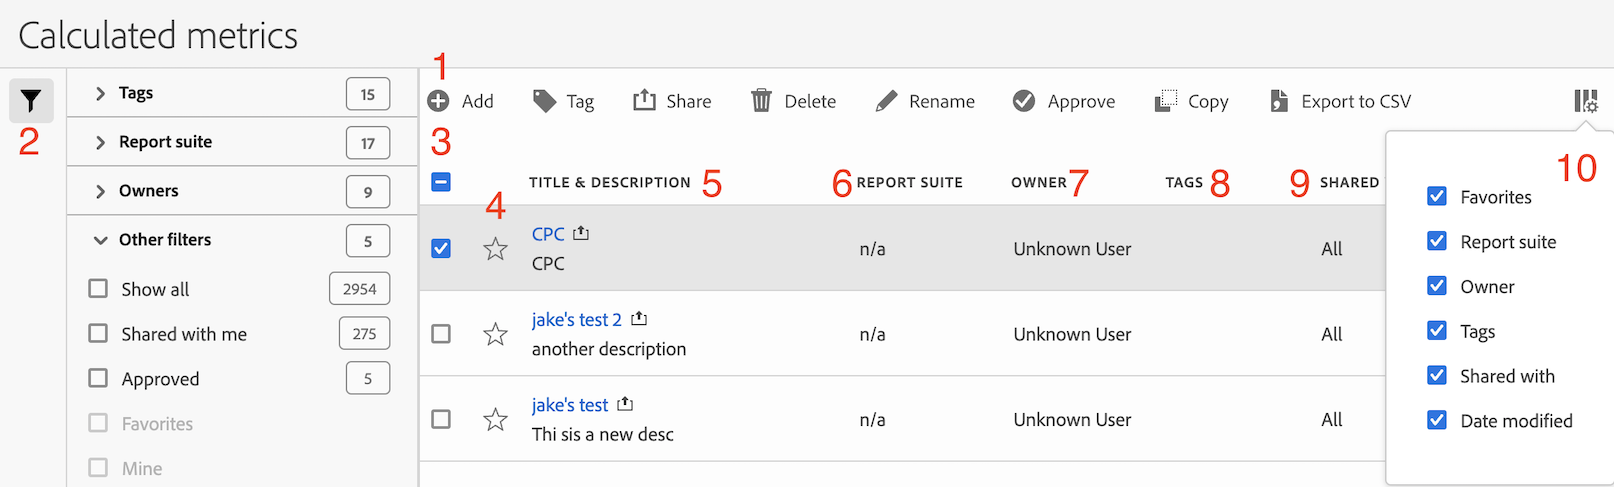 Calculated metrics
1
2
Tags 15
Report suite 17
Owners 9
Other filters 5
Show all 2954
Shared with me 275
Approved 5
Favorites
Mine
Add Tag Share Delete Rename Approve Copy Export to CSV
3
TITLE & DESCRIPTION 5 6 REPORT SUITE OWNER 7 TAGS 8 9 SHARED
4
CPC
CPC n/a Unknown User All
jake's test 2
another description n/a Unknown User All
jake's test
Thi sis a new desc n/a Unknown User All
10
Favorites
Report suite
Owner
Tags
Shared with
Date modified